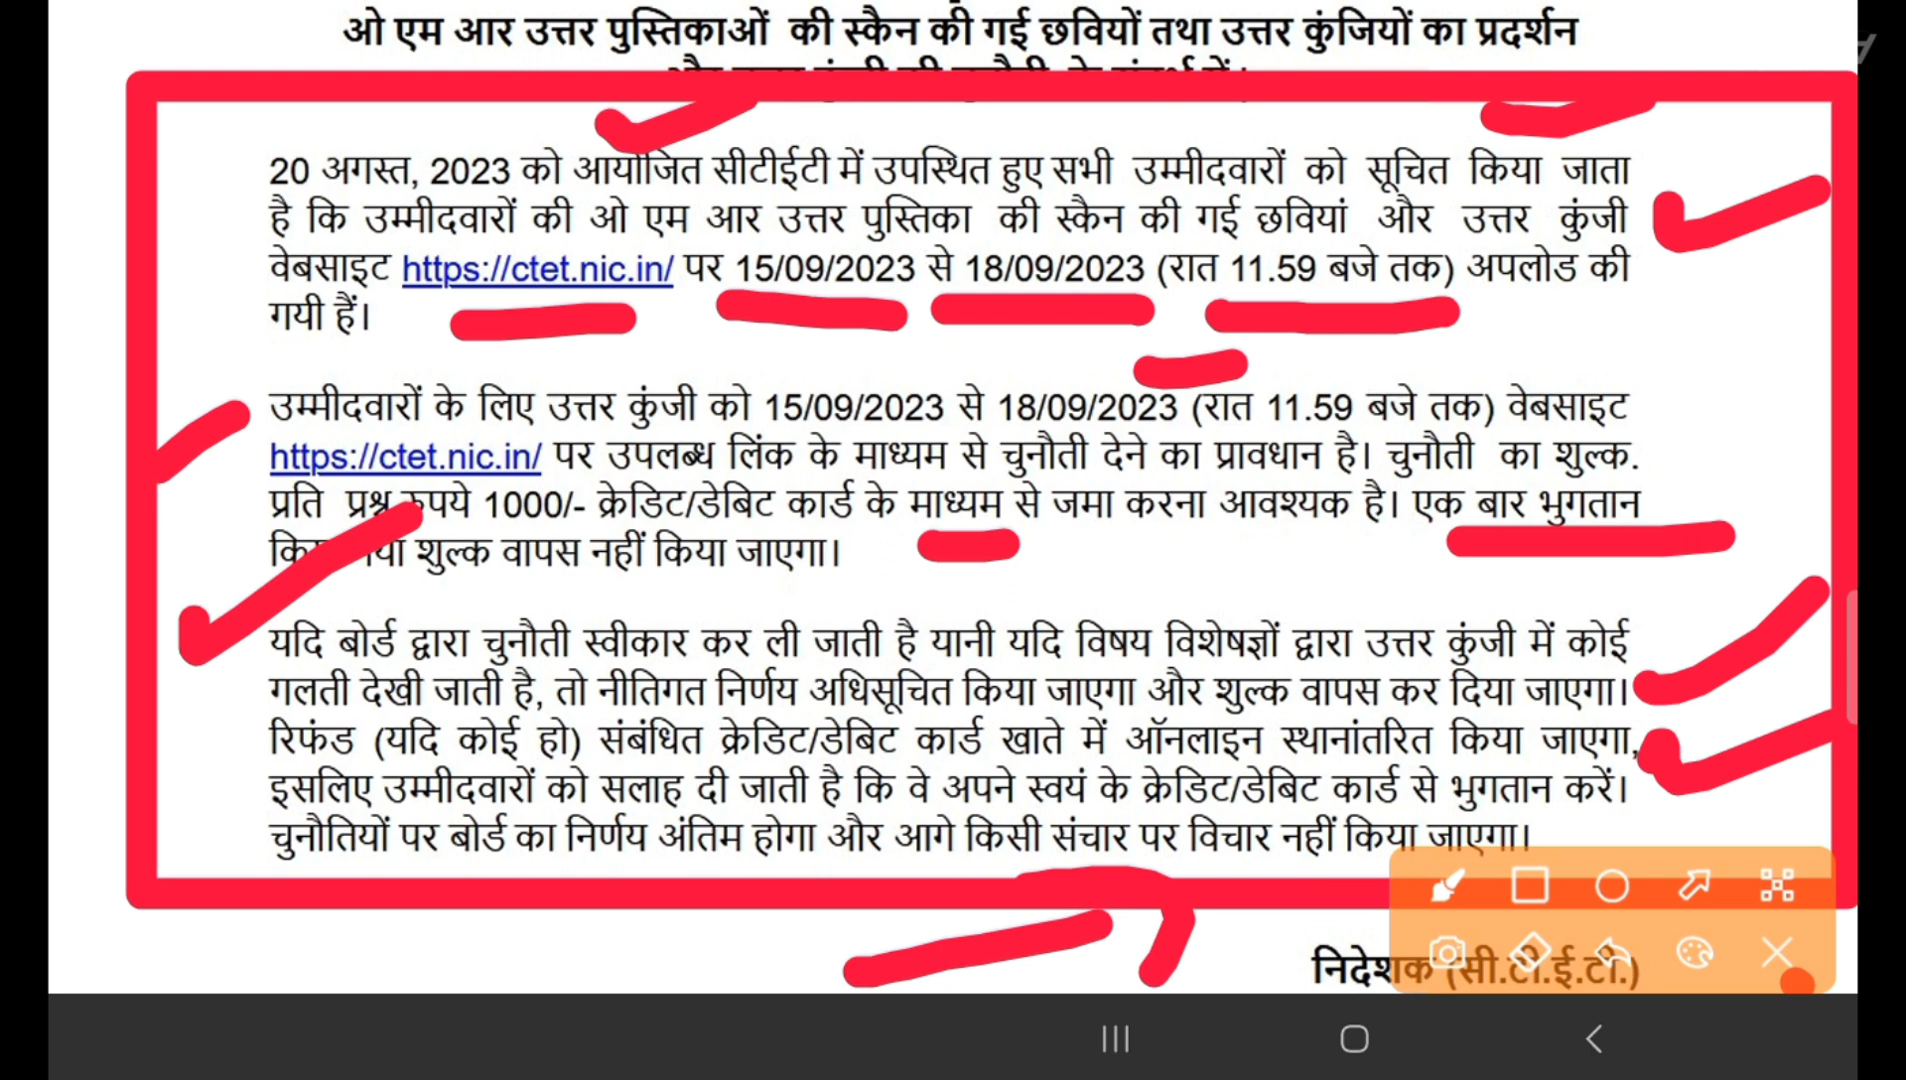 ओ एम आर उत्तर पुस्तिकाओं की स्कैन की गई छवियों तथा उत्तर कुंजियों का प्रदर्शन
20 अगस्त, 2023 को आयोजित सीटीईटी में उपस्थित हुए सभी उम्मीदवारों को सूचित किया जाता
है कि उम्मीदवारों की ओ एम आर उत्तर पुस्तिका की स्कैन की गई छवियां और उत्तर कुंजी
वेबसाइट https://ctet.nic.in/ पर 15/09/2023 से 18/09/2023 (रात 11.59 बजे तक) अपलोड की
गयी हैं।
उम्मीदवारों के लिए उत्तर कुंजी को 15/09/2023 से 18/09/2023 (रात 11.59 बजे तक) वेबसाइट
https://ctet.nic.in/ पर उपलब्ध लिंक के माध्यम से चुनौती देने का प्रावधान है। चुनौती का शुल्क.
प्रति प्रश्न रुपये 1000/- क्रेडिट/डेबिट कार्ड के माध्यम से जमा करना आवश्यक है। एक बार भुगतान
शुल्क वापस नहीं किया जाएगा।
यदि बोर्ड द्वारा चुनौती स्वीकार कर ली जाती है यानी यदि विषय विशेषज्ञों द्वारा उत्तर कुंजी में कोई
गलती देखी जाती है, तो नीतिगत निर्णय अधिसूचित किया जाएगा और शुल्क वापस कर दिया जाएगा।
रिफंड (यदि कोई हो) संबंधित क्रेडिट/डेबिट कार्ड खाते में ऑनलाइन स्थानांतरित किया जाएगा,
इसलिए उम्मीदवारों को सलाह दी जाती है कि वे अपने स्वयं के क्रेडिट/डेबिट कार्ड से भुगतान करें।
चुनौतियों पर बोर्ड का निर्णय अंतिम होगा और आगे किसी संचार पर विचार नहीं किया जाएगा।
निदेशक (सी.टी.ई.टी.)